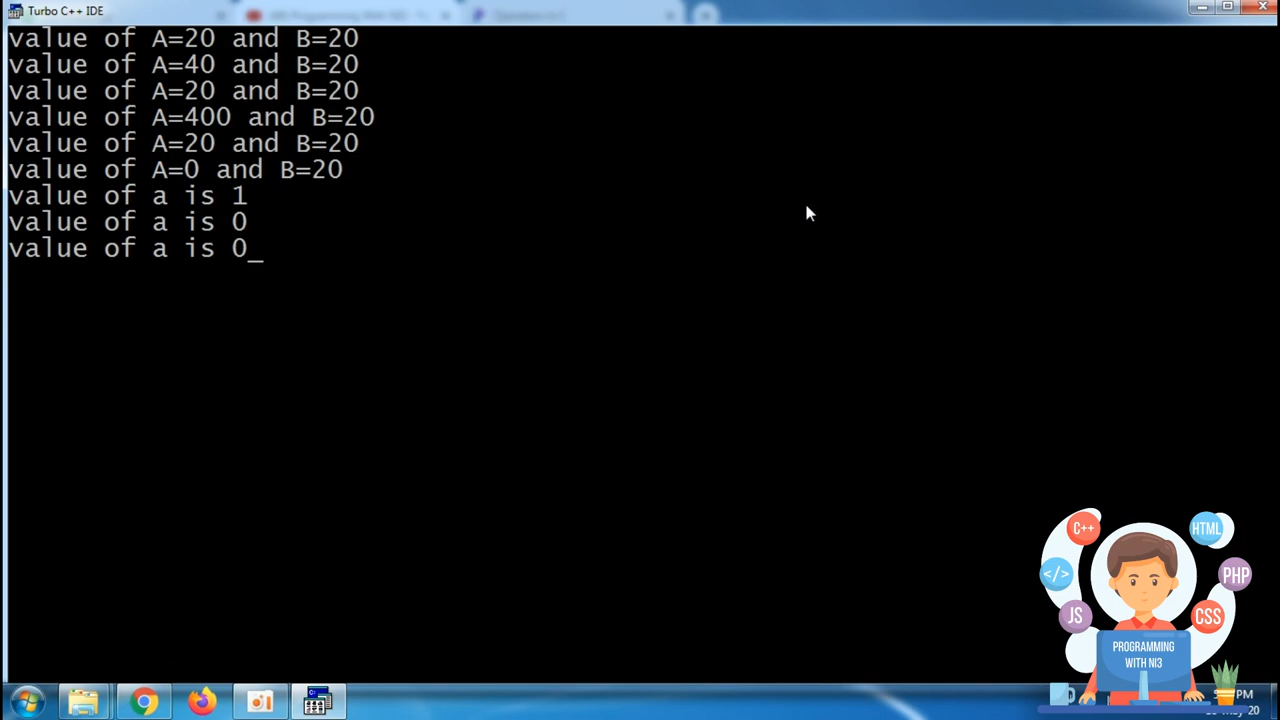 Turbo C++ IDE
value of A=20 and B=20
value of A=40 and B=20
value of A=20 and B=20
value of A=400 and B=20
value of A=20 and B=20
value of A=0 and B=20
value of a is 1
value of a is 0
value of a is 0_
C++
HTML
</>
PHP
JS
CSS
PROGRAMMING
WITH NI3
PM